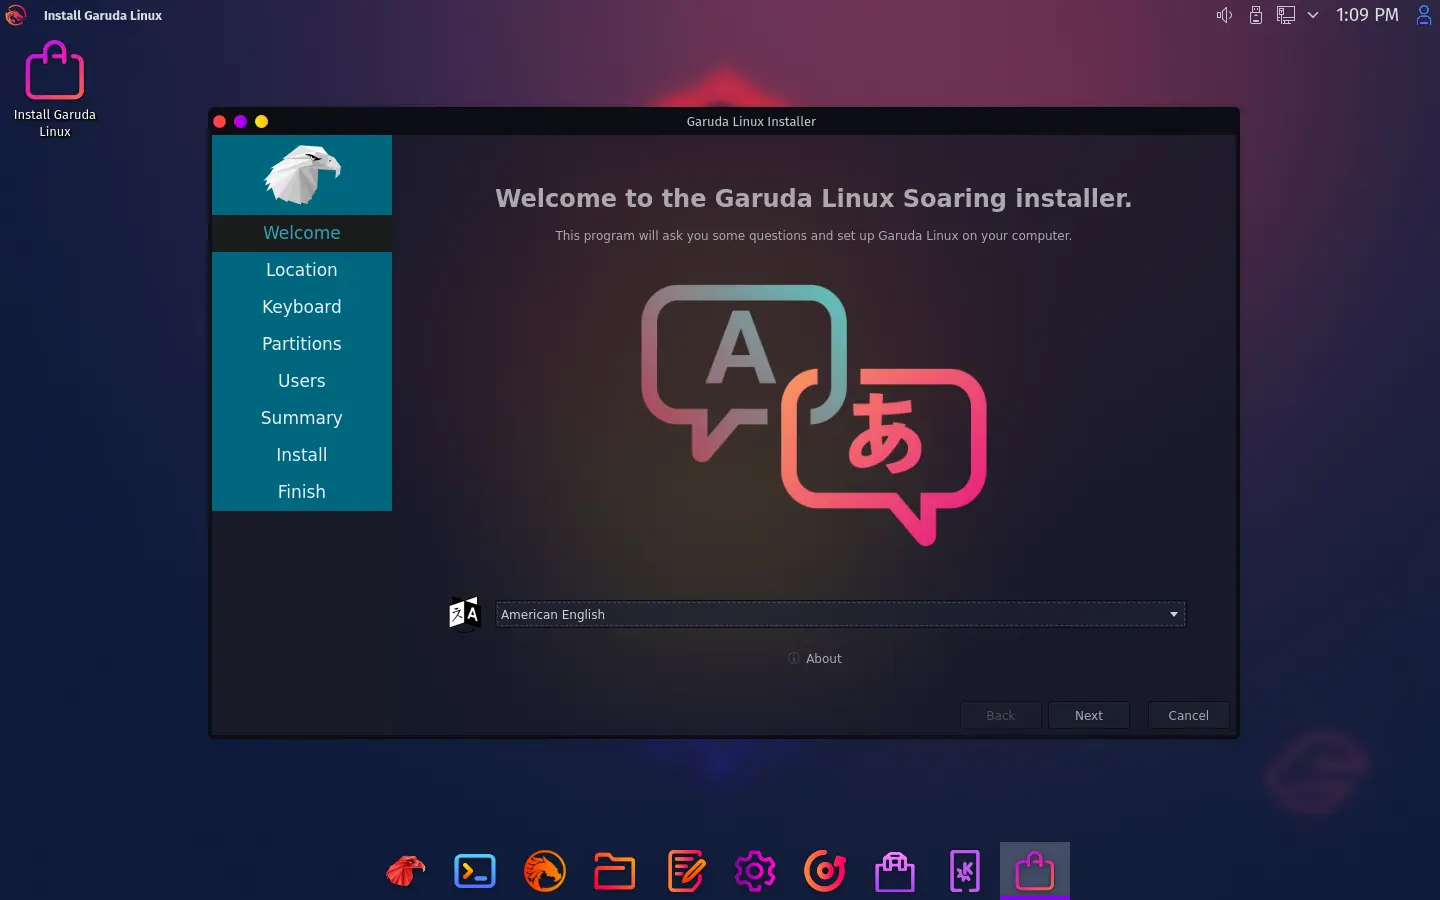 Install Garuda Linux
1:09 PM
Install Garuda
Linux
Garuda Linux Installer
Welcome
Location
Keyboard
Partitions
Users
Summary
Install
Finish
Welcome to the Garuda Linux Soaring installer.
This program will ask you some questions and set up Garuda Linux on your computer.
A
あ
American English
About
Back
Next
Cancel